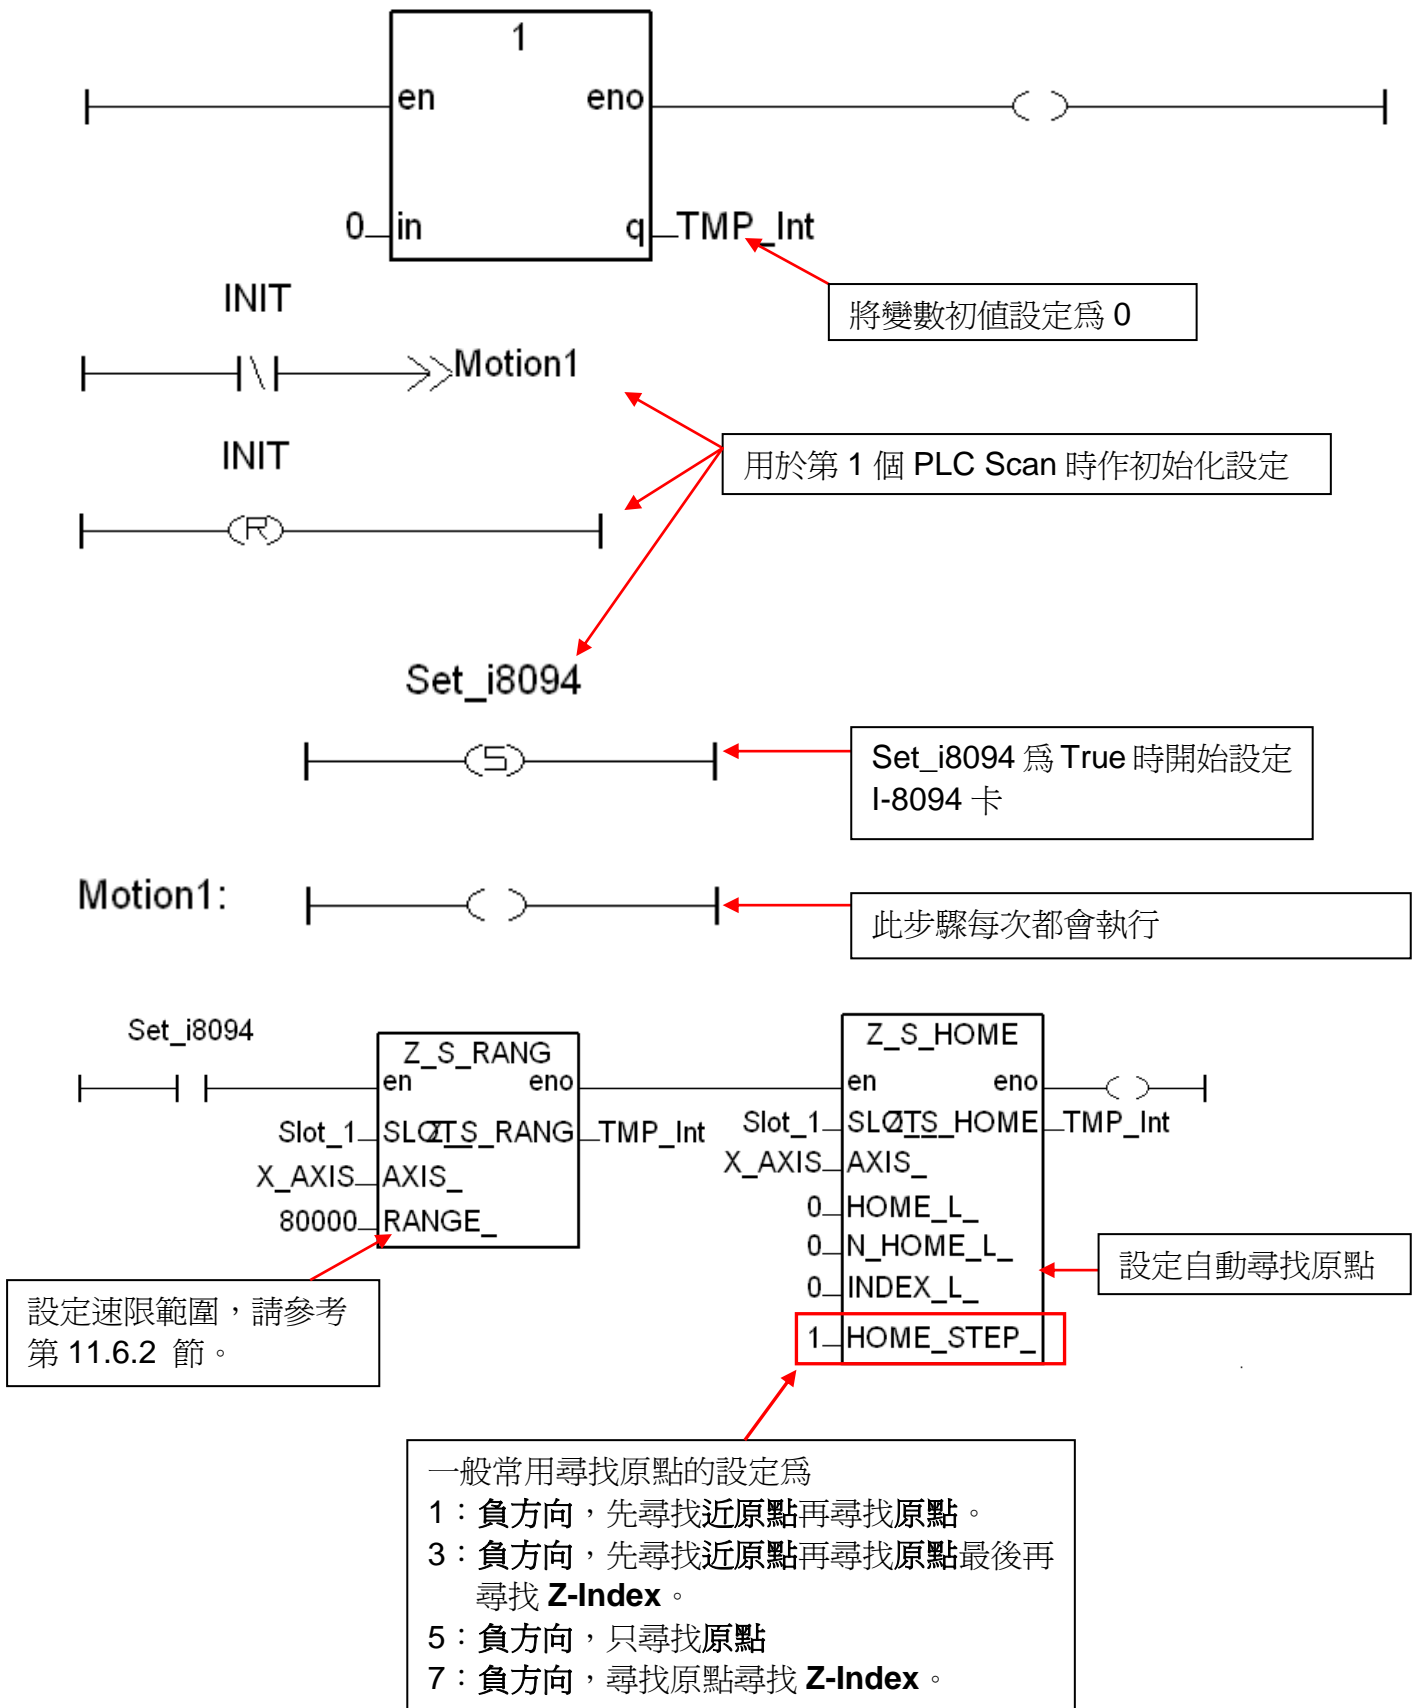 1
en eno
0 in q TMP_Int
將變數初值設定為 0
INIT
Motion1
INIT
用於第 1 個 PLC Scan 時作初始化設定
R
Set_i8094
S
Set_i8094 為 True 時開始設定
I-8094 卡
Motion1:
此步驟每次都會執行
Set_i8094
Z_S_RANG
en eno
Slot_1 SLOT_ Z_S_RANG TMP_Int
X_AXIS AXIS_
80000 RANGE_
Z_S_HOME
en eno
Slot_1 SLOT_ Z_S_HOME TMP_Int
X_AXIS AXIS_
0 HOME_L_
0 N_HOME_L_
0 INDEX_L_
1 HOME_STEP_
設定自動尋找原點
設定速限範圍，請參考
第 11.6.2 節。
一般常用尋找原點的設定為
1：負方向，先尋找近原點再尋找原點。
3：負方向，先尋找近原點再尋找原點最後再
尋找 Z-Index。
5：負方向，只尋找原點
7：負方向，尋找原點尋找 Z-Index。